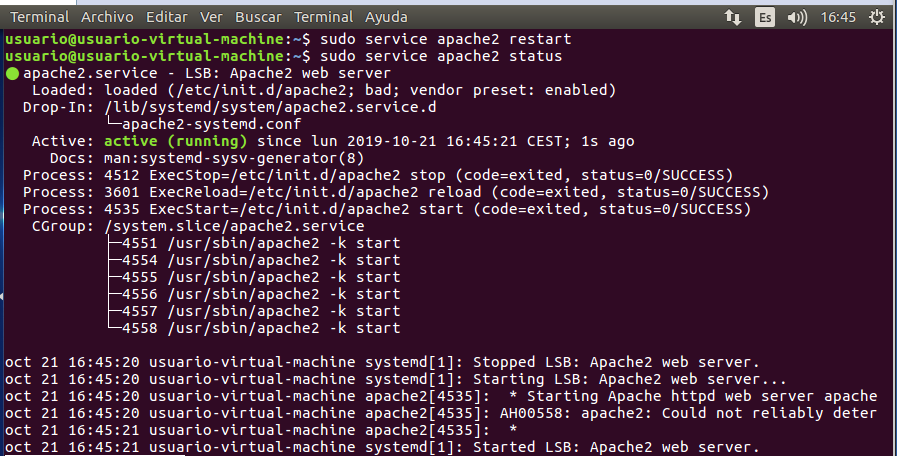 Terminal Archivo Editar Ver Buscar Terminal Ayuda Es 16:45
usuario@usuario-virtual-machine:~$ sudo service apache2 restart
usuario@usuario-virtual-machine:~$ sudo service apache2 status
● apache2.service - LSB: Apache2 web server
   Loaded: loaded (/etc/init.d/apache2; bad; vendor preset: enabled)
  Drop-In: /lib/systemd/system/apache2.service.d
           └─apache2-systemd.conf
   Active: active (running) since lun 2019-10-21 16:45:21 CEST; 1s ago
     Docs: man:systemd-sysv-generator(8)
  Process: 4512 ExecStop=/etc/init.d/apache2 stop (code=exited, status=0/SUCCESS)
  Process: 3601 ExecReload=/etc/init.d/apache2 reload (code=exited, status=0/SUCCESS)
  Process: 4535 ExecStart=/etc/init.d/apache2 start (code=exited, status=0/SUCCESS)
   CGroup: /system.slice/apache2.service
           ├─4551 /usr/sbin/apache2 -k start
           ├─4554 /usr/sbin/apache2 -k start
           ├─4555 /usr/sbin/apache2 -k start
           ├─4556 /usr/sbin/apache2 -k start
           ├─4557 /usr/sbin/apache2 -k start
           └─4558 /usr/sbin/apache2 -k start
oct 21 16:45:20 usuario-virtual-machine systemd[1]: Stopped LSB: Apache2 web server.
oct 21 16:45:20 usuario-virtual-machine systemd[1]: Starting LSB: Apache2 web server...
oct 21 16:45:20 usuario-virtual-machine apache2[4535]:  * Starting Apache httpd web server apache
oct 21 16:45:20 usuario-virtual-machine apache2[4535]: AH00558: apache2: Could not reliably deter
oct 21 16:45:21 usuario-virtual-machine apache2[4535]:  *
oct 21 16:45:21 usuario-virtual-machine systemd[1]: Started LSB: Apache2 web server.